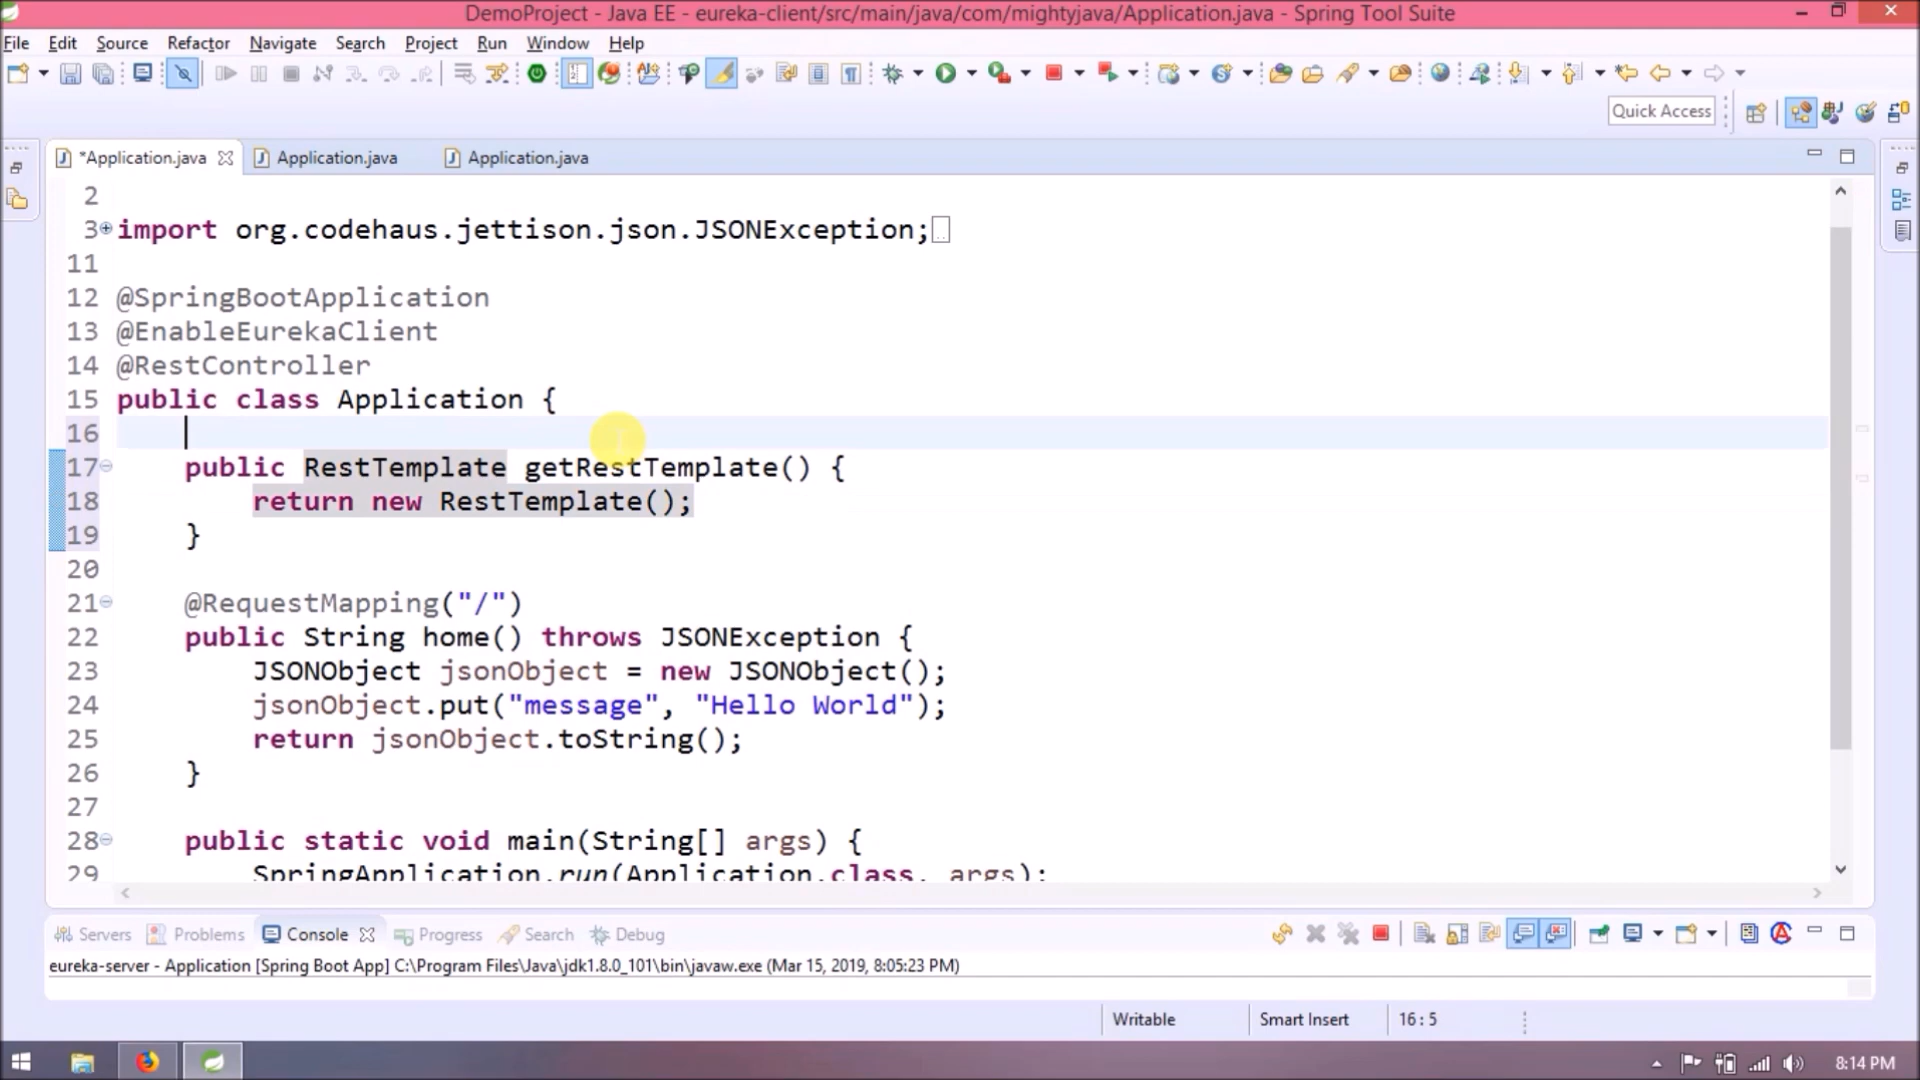 DemoProject - Java EE - eureka-client/src/main/java/com/mightyjava/Application.java - Spring Tool Suite
File Edit Source Refactor Navigate Search Project Run Window Help
Quick Access
*Application.java Application.java Application.java
2
3 import org.codehaus.jettison.json.JSONException;
11
12 @SpringBootApplication
13 @EnableEurekaClient
14 @RestController
15 public class Application {
16
17 public RestTemplate getRestTemplate() {
18 return new RestTemplate();
19 }
20
21 @RequestMapping("/")
22 public String home() throws JSONException {
23 JSONObject jsonObject = new JSONObject();
24 jsonObject.put("message", "Hello World");
25 return jsonObject.toString();
26 }
27
28 public static void main(String[] args) {
29 SpringApplication.run(Application.class, args);
Servers Problems Console Progress Search Debug
eureka-server - Application [Spring Boot App] C:\Program Files\Java\jdk1.8.0_101\bin\javaw.exe (Mar 15, 2019, 8:05:23 PM)
Writable Smart Insert 16 : 5
8:14 PM